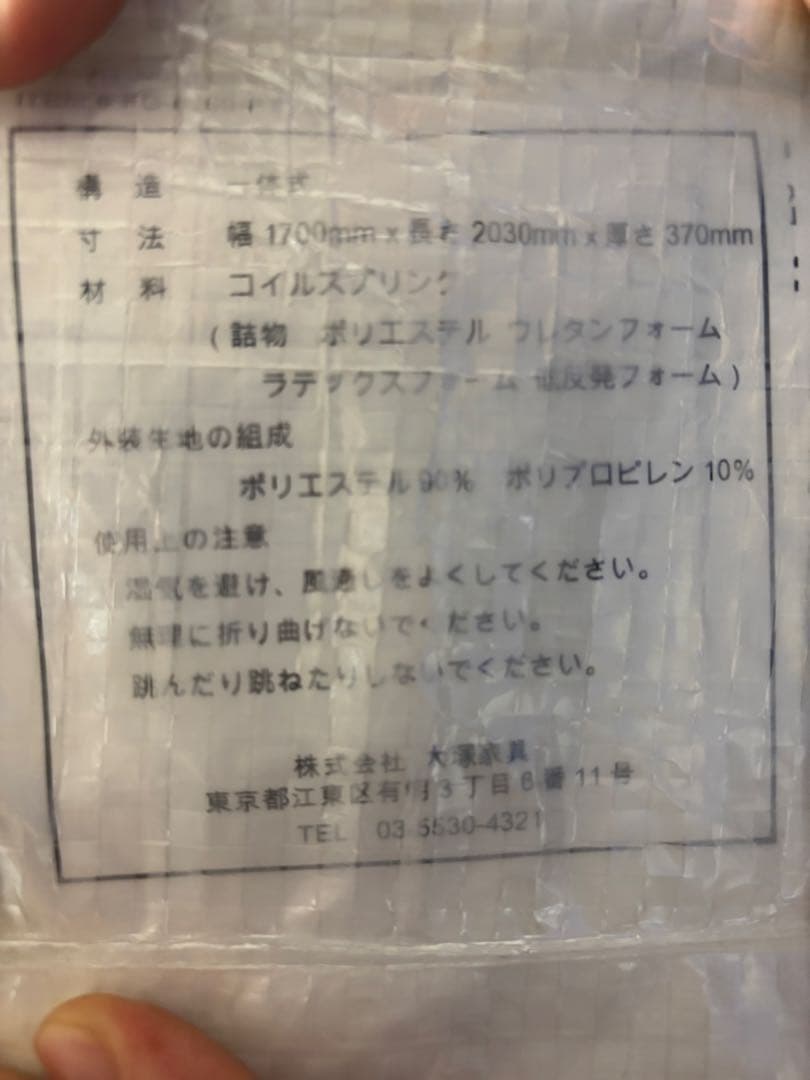 構造 一体式
寸法 幅 1700mm x 長さ 2030mm x 厚さ 370mm
材料 コイルスプリング
(詰物 ポリエステル ウレタンフォーム
ラテックスフォーム 低反発フォーム)
外装生地の組成
ポリエステル 90% ポリプロピレン 10%
使用上の注意
湿気を避け、風通しをよくしてください。
無理に折り曲げないでください。
跳んだり跳ねたりしないでください。
株式会社 大塚家具
東京都江東区有明3丁目6番11号
TEL 03 5530-4321